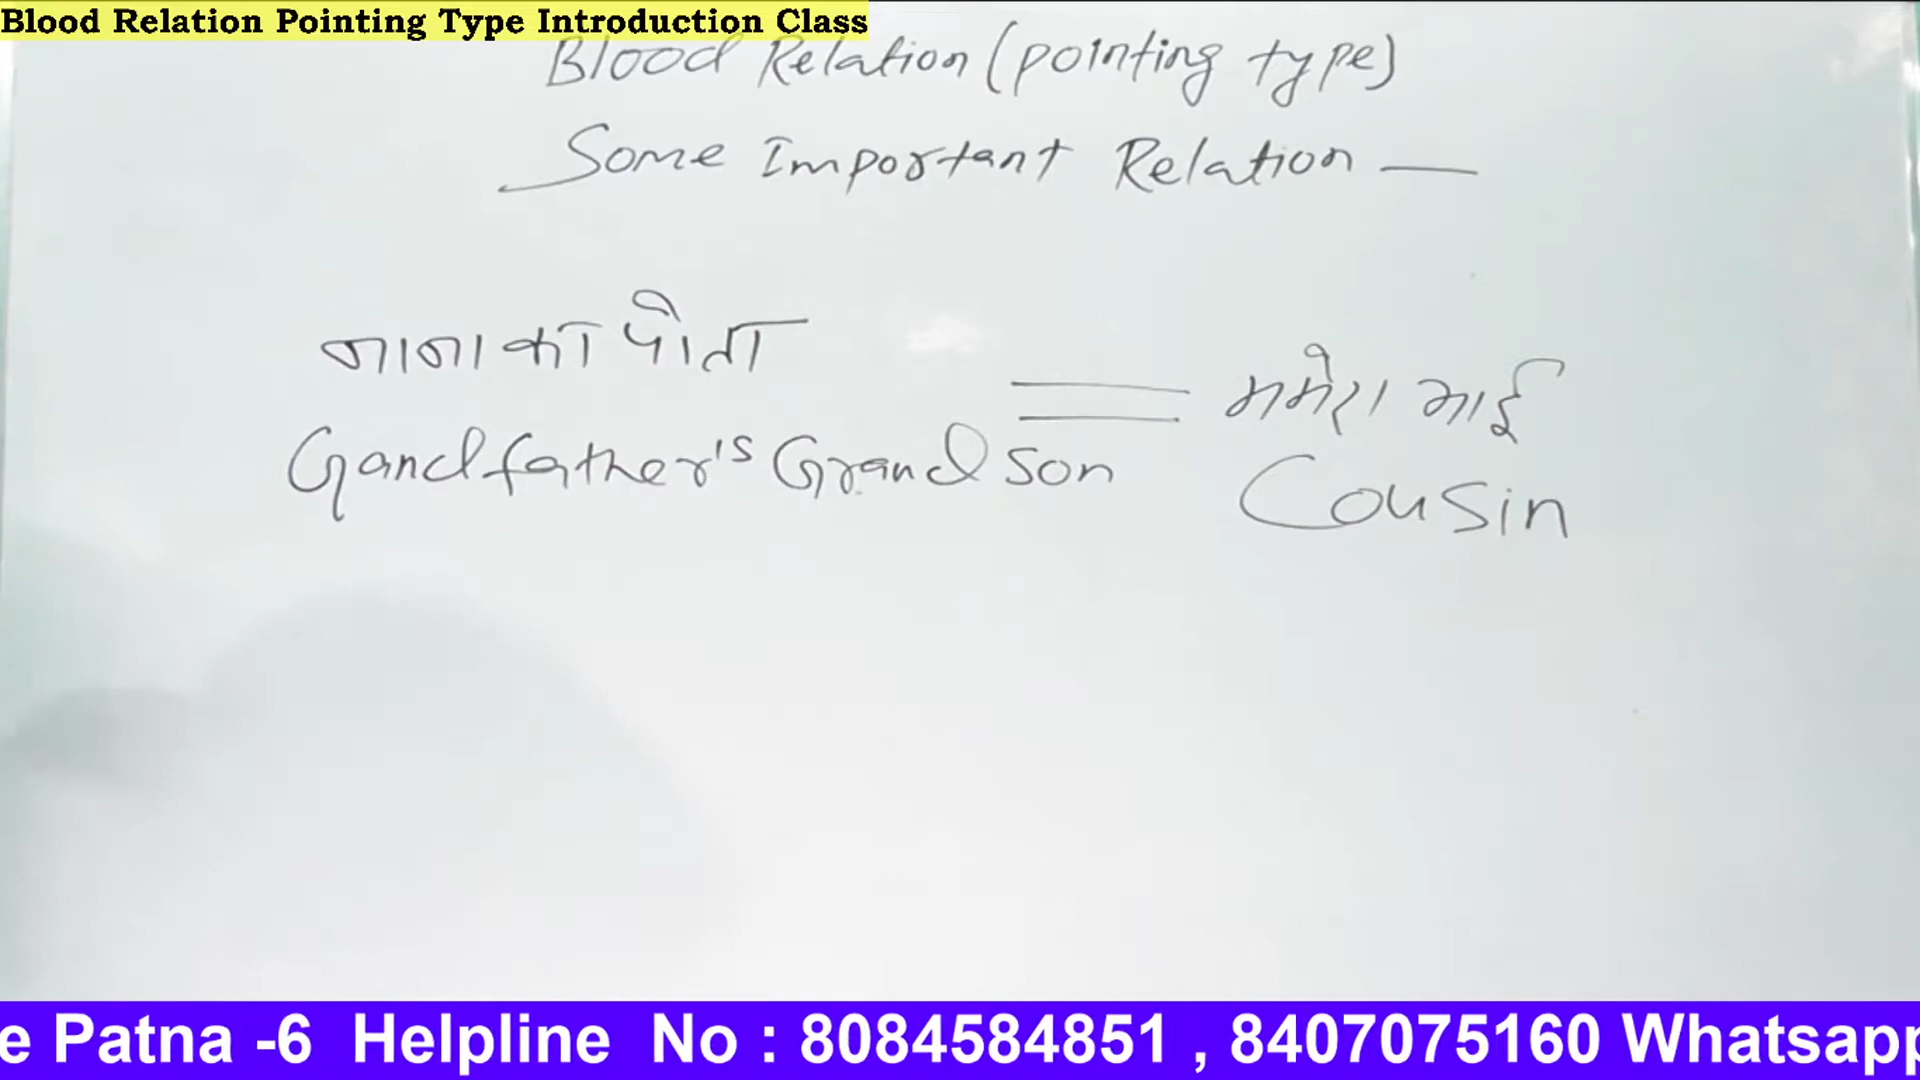 Blood Relation Pointing Type Introduction Class
Blood Relation (pointing type)
Some Important Relation —
नाना का पोता
Gandfather's Grand son
=
ममेरा भाई
Cousin
e Patna -6 Helpline No : 8084584851 , 8407075160 Whatsapp